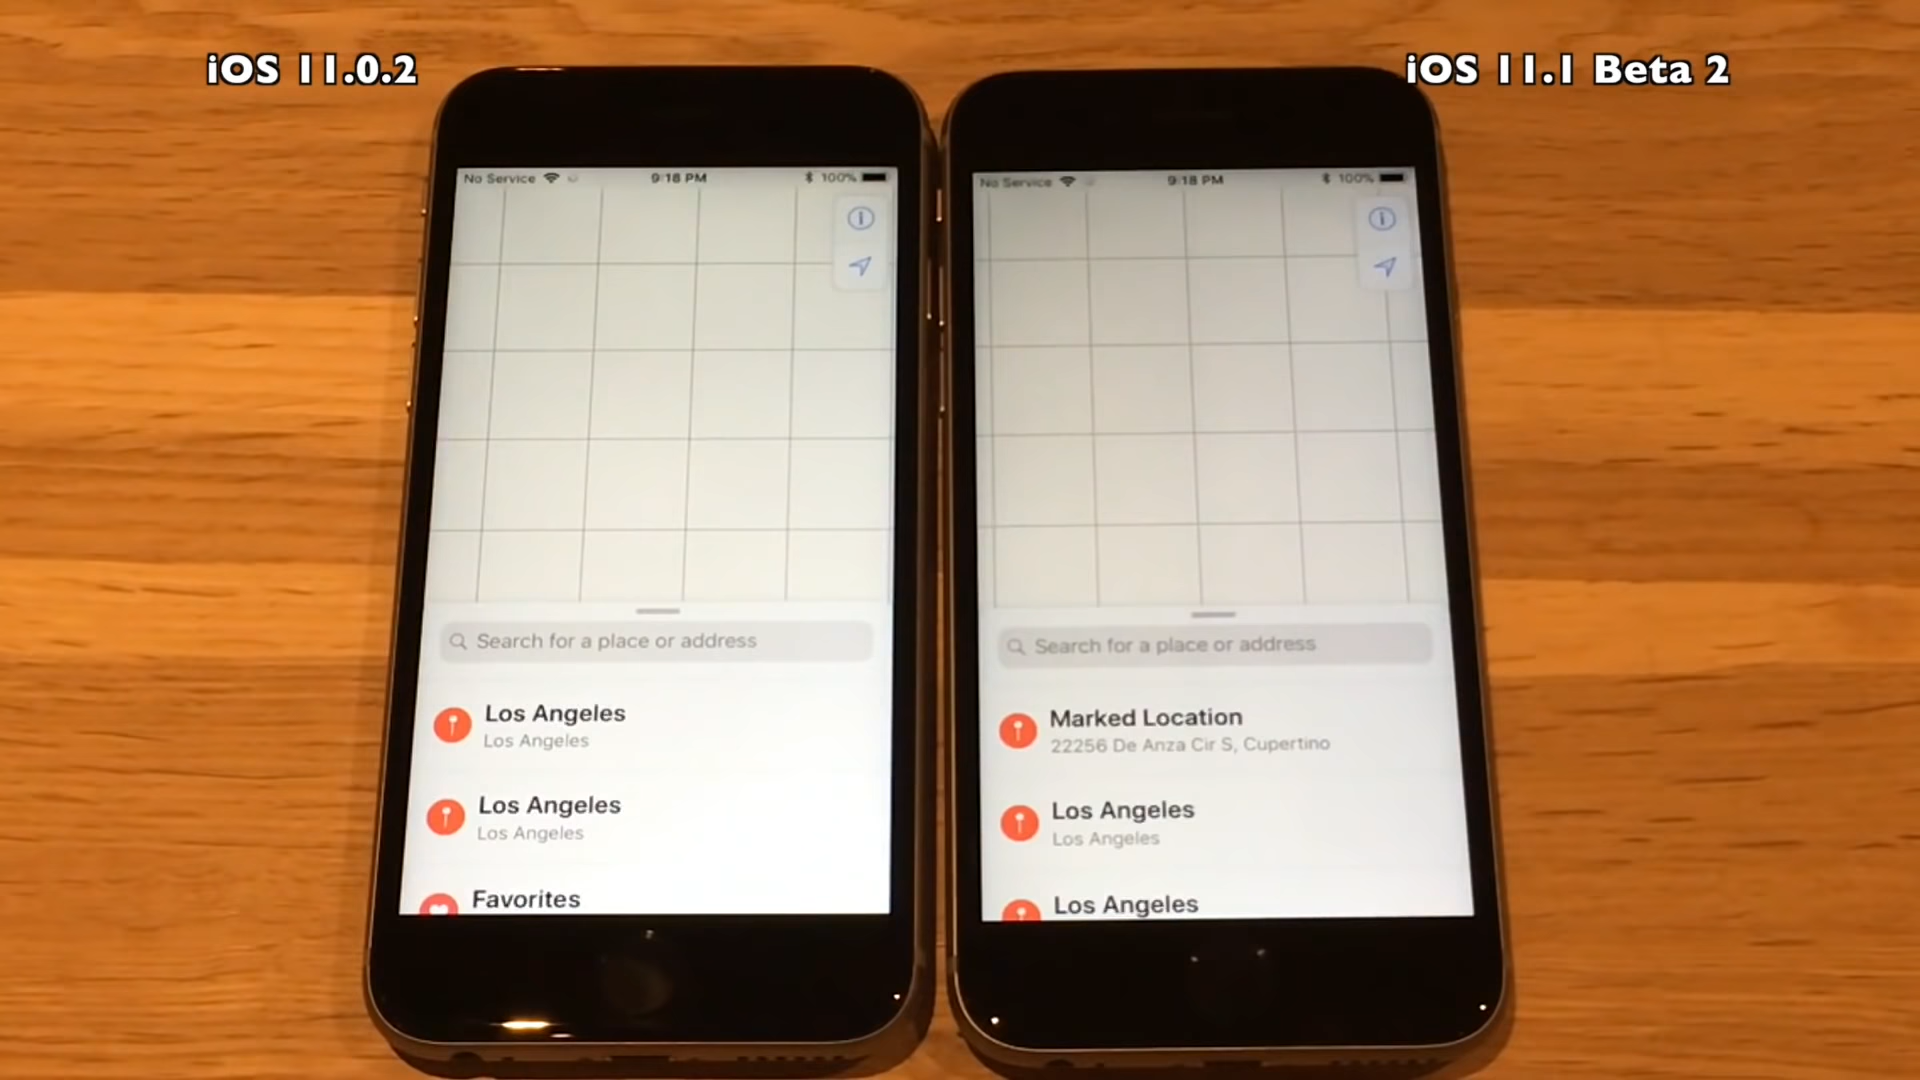 iOS 11.0.2
iOS 11.1 Beta 2
No Service 9:18 PM 100%
Search for a place or address
Los Angeles
Los Angeles
Los Angeles
Los Angeles
Favorites
No Service 9:18 PM 100%
Search for a place or address
Marked Location
22256 De Anza Cir S, Cupertino
Los Angeles
Los Angeles
Los Angeles